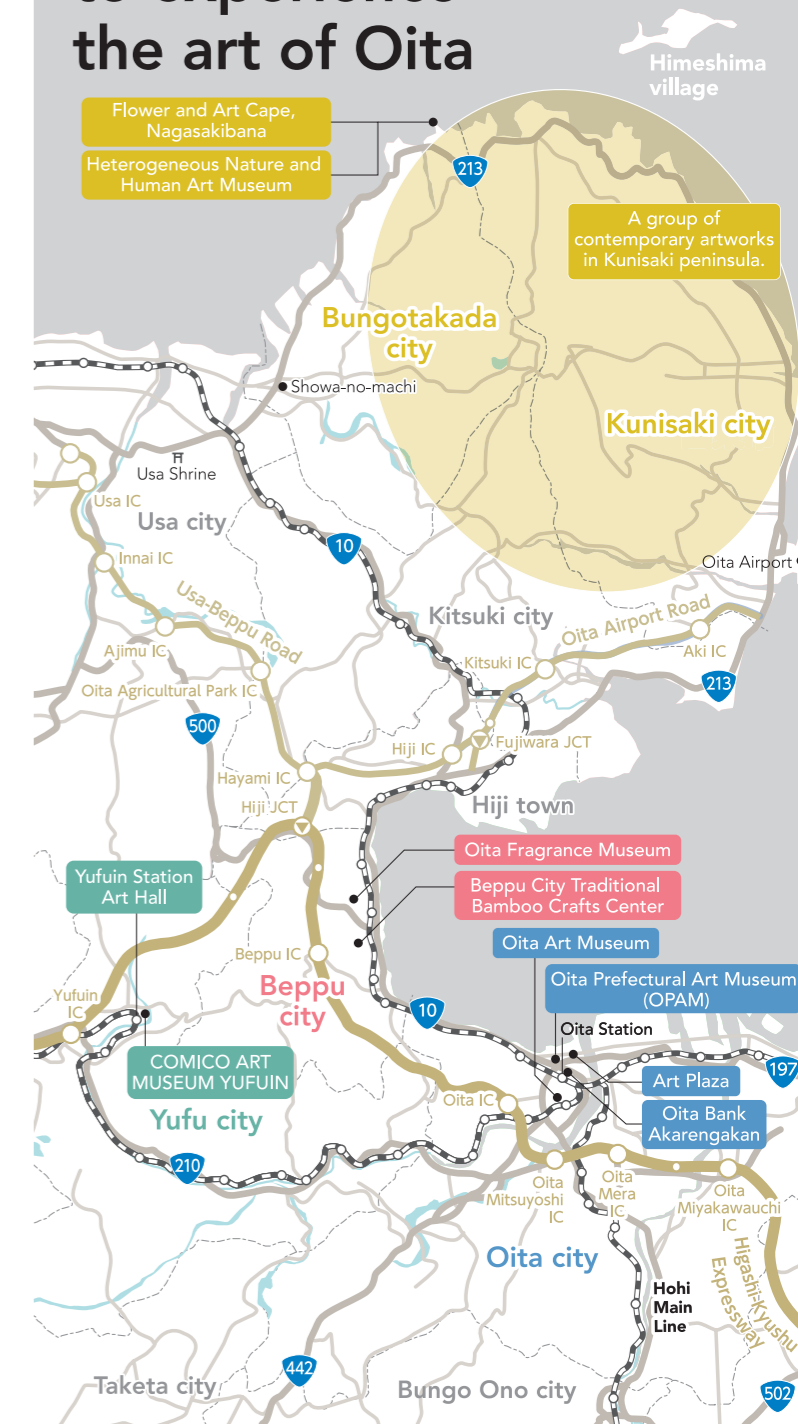 to experience
the art of Oita
Himeshima
village
Flower and Art Cape,
Nagasakibana
Heterogeneous Nature and
Human Art Museum
213
A group of
contemporary artworks
in Kunisaki peninsula.
Bungotakada
city
Showa-no-machi
Kunisaki city
Usa Shrine
Usa IC
Usa city
10
Innai IC
Oita Airport
Usa-Beppu Road
Kitsuki city
Oita Airport Road
Ajimu IC
Kitsuki IC
Aki IC
Oita Agricultural Park IC
213
500
Hiji IC
Fujiwara JCT
Hayami IC
Hiji JCT
Hiji town
Oita Fragrance Museum
Yufuin Station
Art Hall
Beppu City Traditional
Bamboo Crafts Center
Oita Art Museum
Beppu IC
Oita Prefectural Art Museum
(OPAM)
Beppu
city
Yufuin
IC
10
Oita Station
COMICO ART
MUSEUM YUFUIN
197
Art Plaza
Oita IC
Oita Bank
Akarengakan
Yufu city
210
Oita
Mitsuyoshi
IC
Oita
Mera
IC
Oita
Miyakawauchi
IC
Oita city
Higashi-Kyushu
Expressway
Hohi
Main
Line
442
Taketa city
Bungo Ono city
502